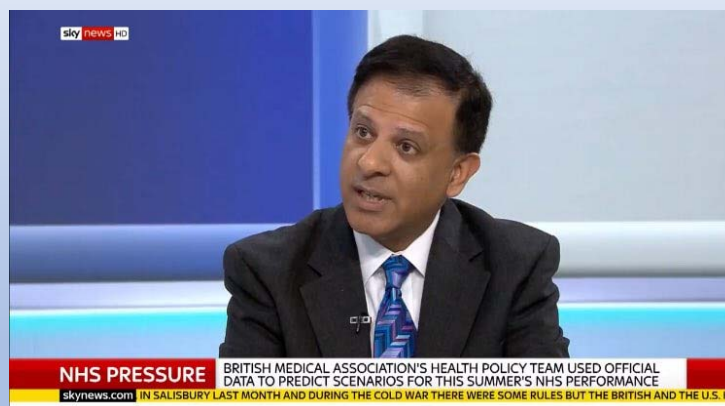 sky news HD
NHS PRESSURE
BRITISH MEDICAL ASSOCIATION'S HEALTH POLICY TEAM USED OFFICIAL
DATA TO PREDICT SCENARIOS FOR THIS SUMMER'S NHS PERFORMANCE
skynews.com IN SALISBURY LAST MONTH AND DURING THE COLD WAR THERE WERE SOME RULES BUT THE BRITISH AND THE U.S.